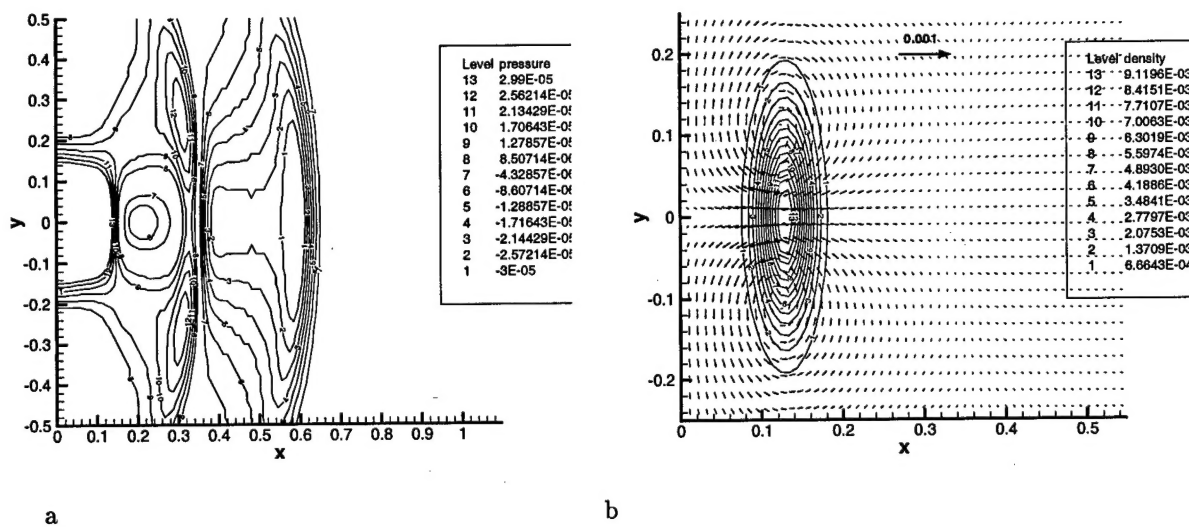 0.5
0.4
0.3
0.2
0.1
0
-0.1
-0.2
-0.3
-0.4
-0.5
y
0 0.1 0.2 0.3 0.4 0.5 0.6 0.7 0.8 0.9 1
x
Level pressure
13 2.99E-05
12 2.56214E-05
11 2.13429E-05
10 1.70643E-05
9 1.27857E-05
8 8.50714E-06
7 -4.32857E-06
6 -8.60714E-06
5 -1.28857E-05
4 -1.71643E-05
3 -2.14429E-05
2 -2.57214E-05
1 -3E-05
a
0.2
0.1
0
-0.1
-0.2
y
0 0.1 0.2 0.3 0.4 0.5
x
0.001
Level density
13 9.1196E-03
12 8.4151E-03
11 7.7107E-03
10 7.0063E-03
9 6.3019E-03
8 5.5974E-03
7 4.8930E-03
6 4.1886E-03
5 3.4841E-03
4 2.7797E-03
3 2.0753E-03
2 1.3709E-03
1 6.6643E-04
b